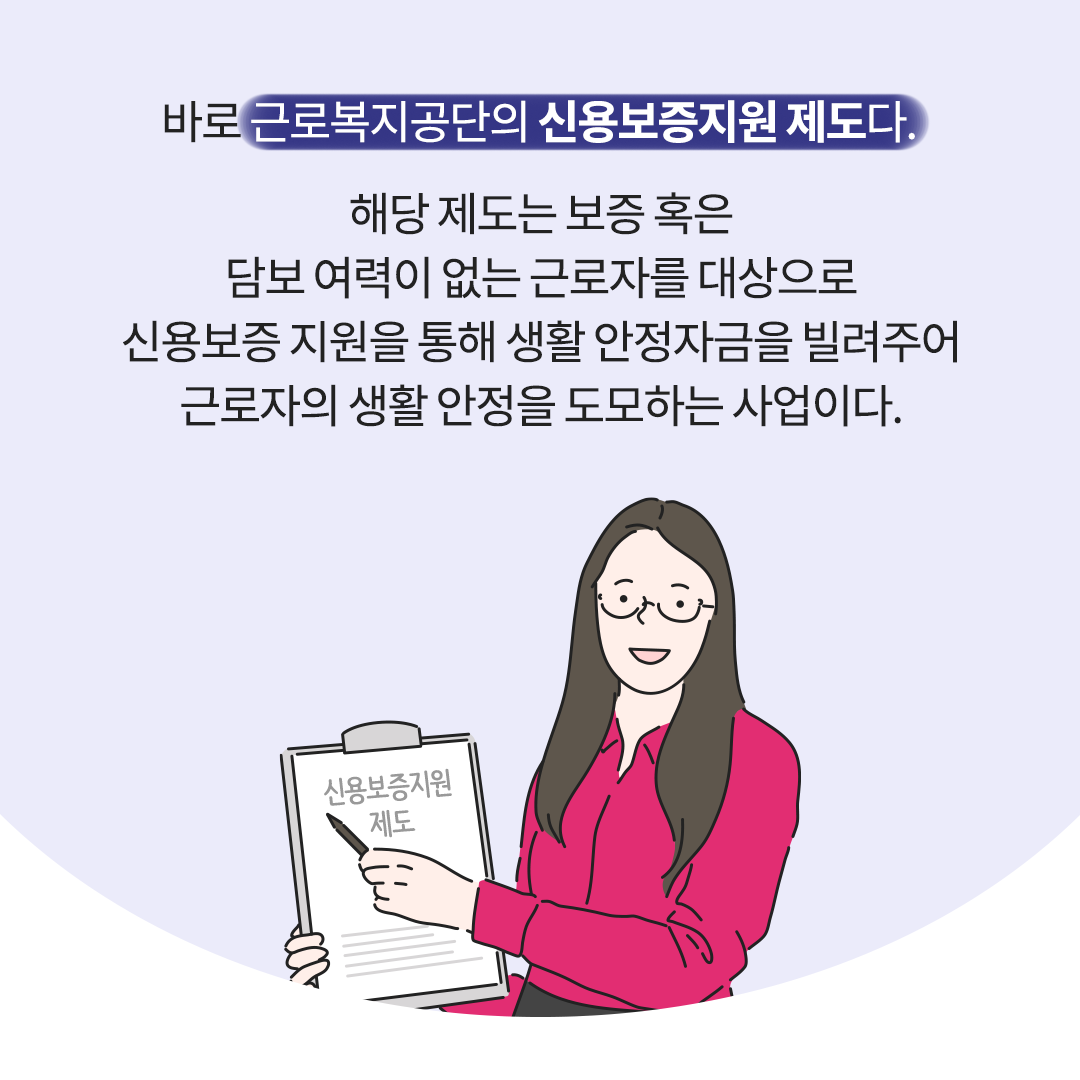 바로 근로복지공단의 신용보증지원 제도다.
해당 제도는 보증 혹은
담보 여력이 없는 근로자를 대상으로
신용보증 지원을 통해 생활 안정자금을 빌려주어
근로자의 생활 안정을 도모하는 사업이다.
신용보증지원
제도